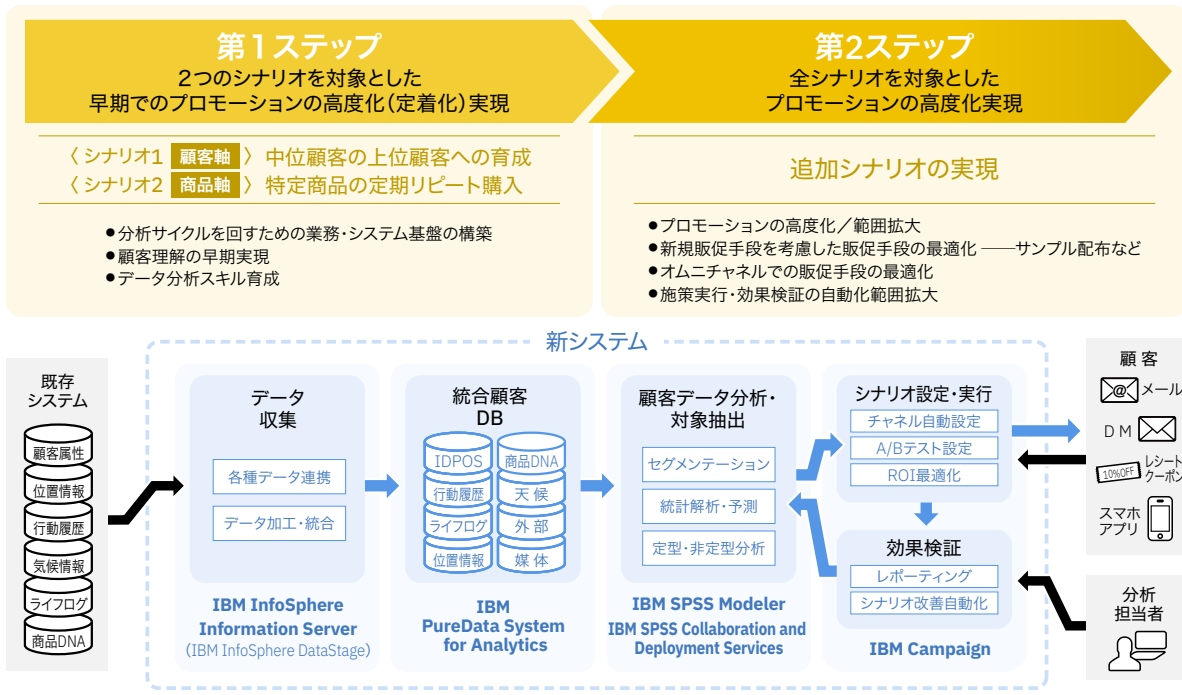 第1ステップ
2つのシナリオを対象とした
早期でのプロモーションの高度化（定着化）実現
〈 シナリオ1 顧客軸 〉 中位顧客の上位顧客への育成
〈 シナリオ2 商品軸 〉 特定商品の定期リピート購入
●分析サイクルを回すための業務・システム基盤の構築
●顧客理解の早期実現
●データ分析スキル育成
第2ステップ
全シナリオを対象とした
プロモーションの高度化実現
追加シナリオの実現
●プロモーションの高度化／範囲拡大
●新規販促手段を考慮した販促手段の最適化 ──サンプル配布など
●オムニチャネルでの販促手段の最適化
●施策実行・効果検証の自動化範囲拡大
新システム
既存
システム
顧客属性
位置情報
行動履歴
気候情報
ライフログ
商品DNA
データ
収集
各種データ連携
データ加工・統合
IBM InfoSphere
Information Server
(IBM InfoSphere DataStage)
統合顧客
DB
IDPOS
商品DNA
行動履歴
天 候
ライフログ
外 部
位置情報
媒 体
IBM
PureData System
for Analytics
顧客データ分析・
対象抽出
セグメンテーション
統計解析・予測
定型・非定型分析
IBM SPSS Modeler
IBM SPSS Collaboration and
Deployment Services
シナリオ設定・実行
チャネル自動設定
A/Bテスト設定
ROI最適化
効果検証
レポーティング
シナリオ改善自動化
IBM Campaign
顧 客
@ メール
D M
10%OFF レシート
クーポン
スマホ
アプリ
分析
担当者